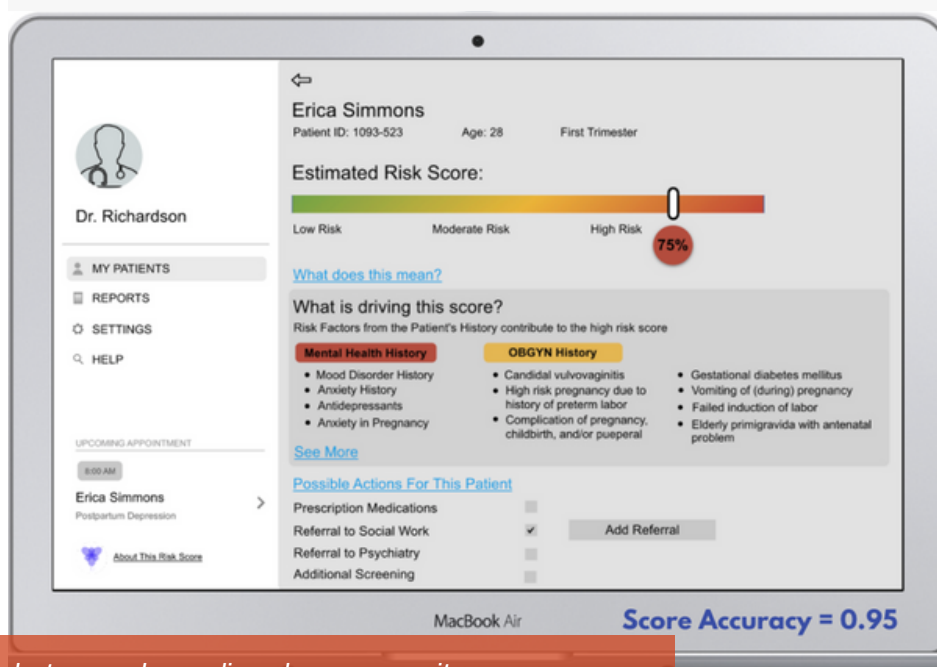 Dr. Richardson
MY PATIENTS
REPORTS
SETTINGS
HELP
UPCOMING APPOINTMENT
8:00 AM
Erica Simmons
Postpartum Depression
About This Risk Score
Erica Simmons
Patient ID: 1093-523 Age: 28 First Trimester
Estimated Risk Score:
Low Risk Moderate Risk High Risk
75%
What does this mean?
What is driving this score?
Risk Factors from the Patient's History contribute to the high risk score
Mental Health History
• Mood Disorder History
• Anxiety History
• Antidepressants
• Anxiety in Pregnancy
OBGYN History
• Candidal vulvovaginitis
• High risk pregnancy due to
history of preterm labor
• Complication of pregnancy,
childbirth, and/or pueperal
• Gestational diabetes mellitus
• Vomiting of (during) pregnancy
• Failed induction of labor
• Elderly primigravida with antenatal
problem
See More
Possible Actions For This Patient
Prescription Medications
Referral to Social Work Add Referral
Referral to Psychiatry
Additional Screening
MacBook Air
Score Accuracy = 0.95